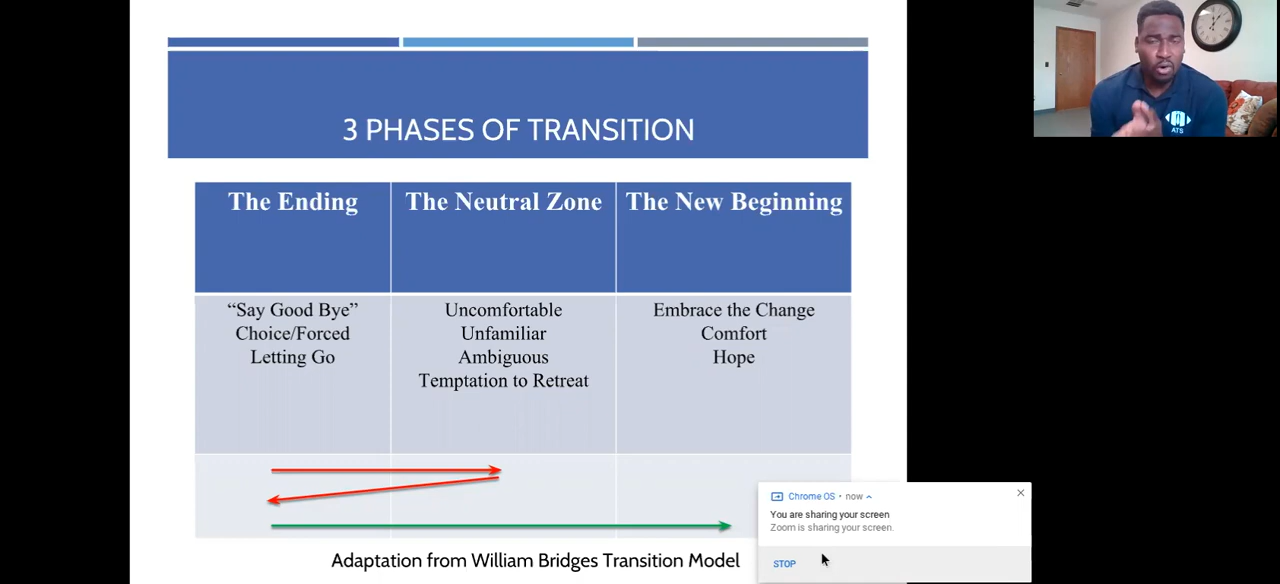 3 PHASES OF TRANSITION
The Ending
The Neutral Zone
The New Beginning
“Say Good Bye”
Choice/Forced
Letting Go
Uncomfortable
Unfamiliar
Ambiguous
Temptation to Retreat
Embrace the Change
Comfort
Hope
Adaptation from William Bridges Transition Model
ATS
Chrome OS • now
You are sharing your screen
Zoom is sharing your screen.
STOP